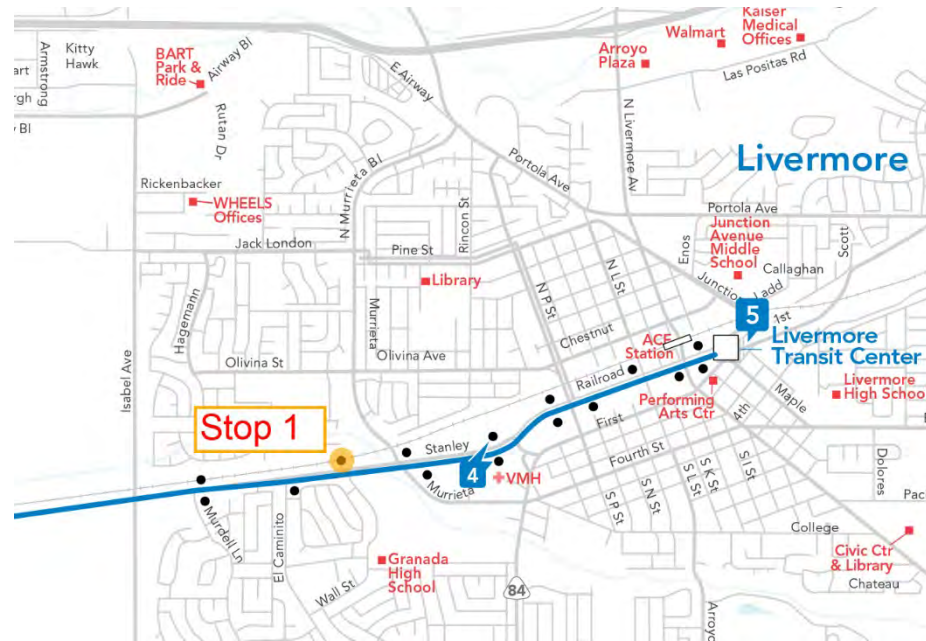 Kitty
Hawk
Armstrong
art
rgh
y Bl
BART
Park &
Ride
Airway Bl
Rutan Dr
E Airway
Arroyo
Plaza
Walmart
Kaiser
Medical
Offices
Las Positas Rd
N Livermore Av
Livermore
Portola Ave
Portola Ave
Rickenbacker
WHEELS
Offices
Jack London
N Murrieta Bl
Pine St
Rincon St
Library
Junction
Avenue
Middle
School
Enos
Scott
Callaghan
Junction
Ladd
N P St
N L St
Chestnut
Hagemann
Murrieta
Olivina St
Olivina Ave
Isabel Ave
ACE
Station
5
1st
Livermore
Transit Center
Railroad
First
Performing
Arts Ctr
Maple
4th
Livermore
High School
Stop 1
Stanley
4
VMH
Murrieta
Fourth St
S P St
S N St
S L St
S K St
S I St
Dolores
Pac
College
Murdell Ln
El Caminito
Wall St
Granada
High
School
84
Civic Ctr
& Library
Chateau
Arroyo